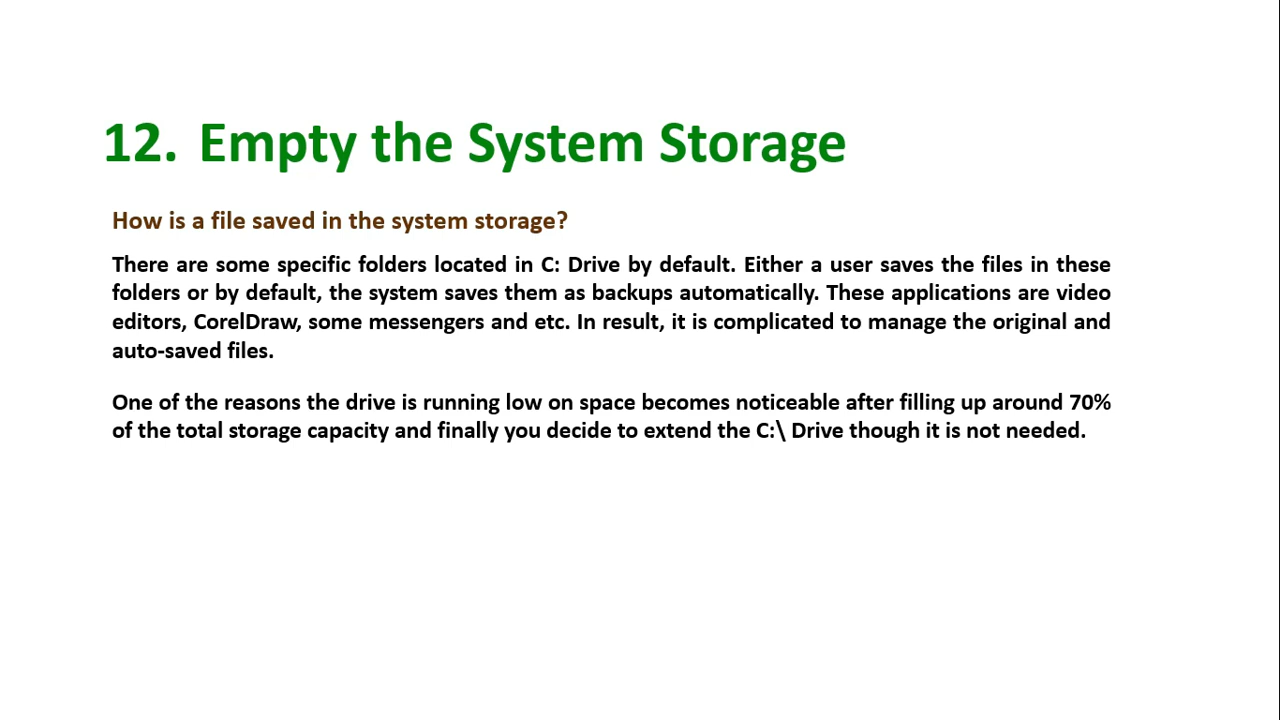 12. Empty the System Storage
How is a file saved in the system storage?
There are some specific folders located in C: Drive by default. Either a user saves the files in these
folders or by default, the system saves them as backups automatically. These applications are video
editors, CorelDraw, some messengers and etc. In result, it is complicated to manage the original and
auto-saved files.
One of the reasons the drive is running low on space becomes noticeable after filling up around 70%
of the total storage capacity and finally you decide to extend the C:\ Drive though it is not needed.